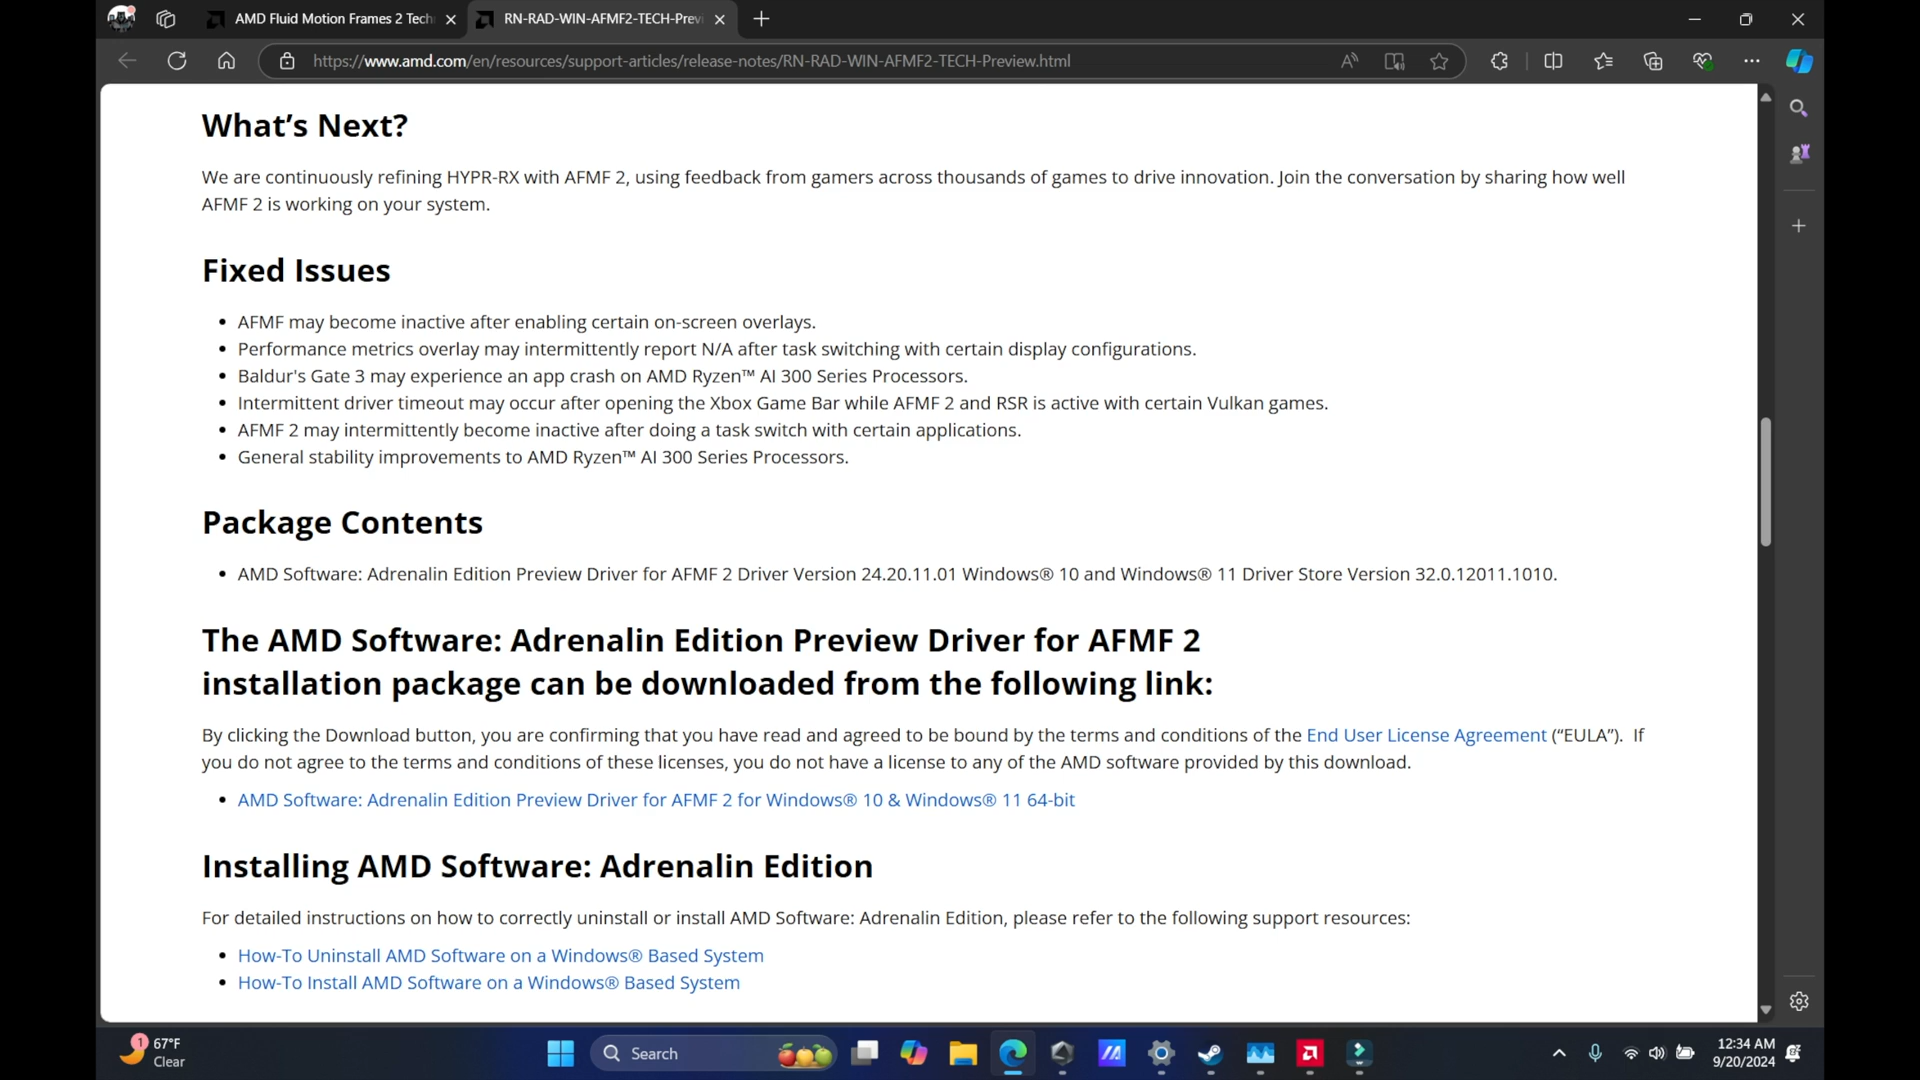 AMD Fluid Motion Frames 2 Tech
RN-RAD-WIN-AFMF2-TECH-Previ
https://www.amd.com/en/resources/support-articles/release-notes/RN-RAD-WIN-AFMF2-TECH-Preview.html
What’s Next?
We are continuously refining HYPR-RX with AFMF 2, using feedback from gamers across thousands of games to drive innovation. Join the conversation by sharing how well
AFMF 2 is working on your system.
Fixed Issues
• AFMF may become inactive after enabling certain on-screen overlays.
• Performance metrics overlay may intermittently report N/A after task switching with certain display configurations.
• Baldur's Gate 3 may experience an app crash on AMD Ryzen™ AI 300 Series Processors.
• Intermittent driver timeout may occur after opening the Xbox Game Bar while AFMF 2 and RSR is active with certain Vulkan games.
• AFMF 2 may intermittently become inactive after doing a task switch with certain applications.
• General stability improvements to AMD Ryzen™ AI 300 Series Processors.
Package Contents
• AMD Software: Adrenalin Edition Preview Driver for AFMF 2 Driver Version 24.20.11.01 Windows® 10 and Windows® 11 Driver Store Version 32.0.12011.1010.
The AMD Software: Adrenalin Edition Preview Driver for AFMF 2
installation package can be downloaded from the following link:
By clicking the Download button, you are confirming that you have read and agreed to be bound by the terms and conditions of the End User License Agreement (“EULA”). If
you do not agree to the terms and conditions of these licenses, you do not have a license to any of the AMD software provided by this download.
• AMD Software: Adrenalin Edition Preview Driver for AFMF 2 for Windows® 10 & Windows® 11 64-bit
Installing AMD Software: Adrenalin Edition
For detailed instructions on how to correctly uninstall or install AMD Software: Adrenalin Edition, please refer to the following support resources:
• How-To Uninstall AMD Software on a Windows® Based System
• How-To Install AMD Software on a Windows® Based System
1
67°F
Clear
Search
12:34 AM
9/20/2024